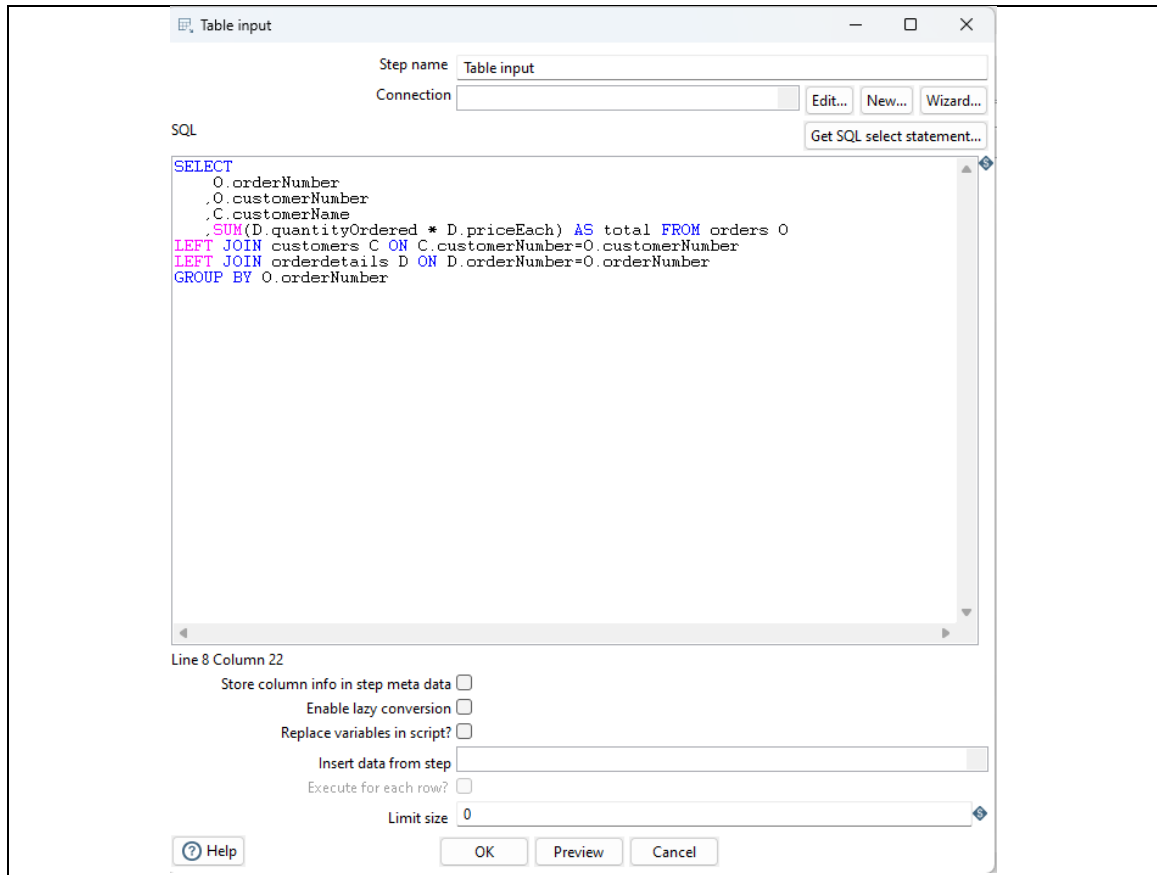 Table input
Step name Table input
Connection Edit... New... Wizard...
SQL Get SQL select statement...
SELECT
O.orderNumber
,O.customerNumber
,C.customerName
,SUM(D.quantityOrdered * D.priceEach) AS total FROM orders O
LEFT JOIN customers C ON C.customerNumber=O.customerNumber
LEFT JOIN orderdetails D ON D.orderNumber=O.orderNumber
GROUP BY O.orderNumber
Line 8 Column 22
Store column info in step meta data
Enable lazy conversion
Replace variables in script?
Insert data from step
Execute for each row?
Limit size 0
Help OK Preview Cancel